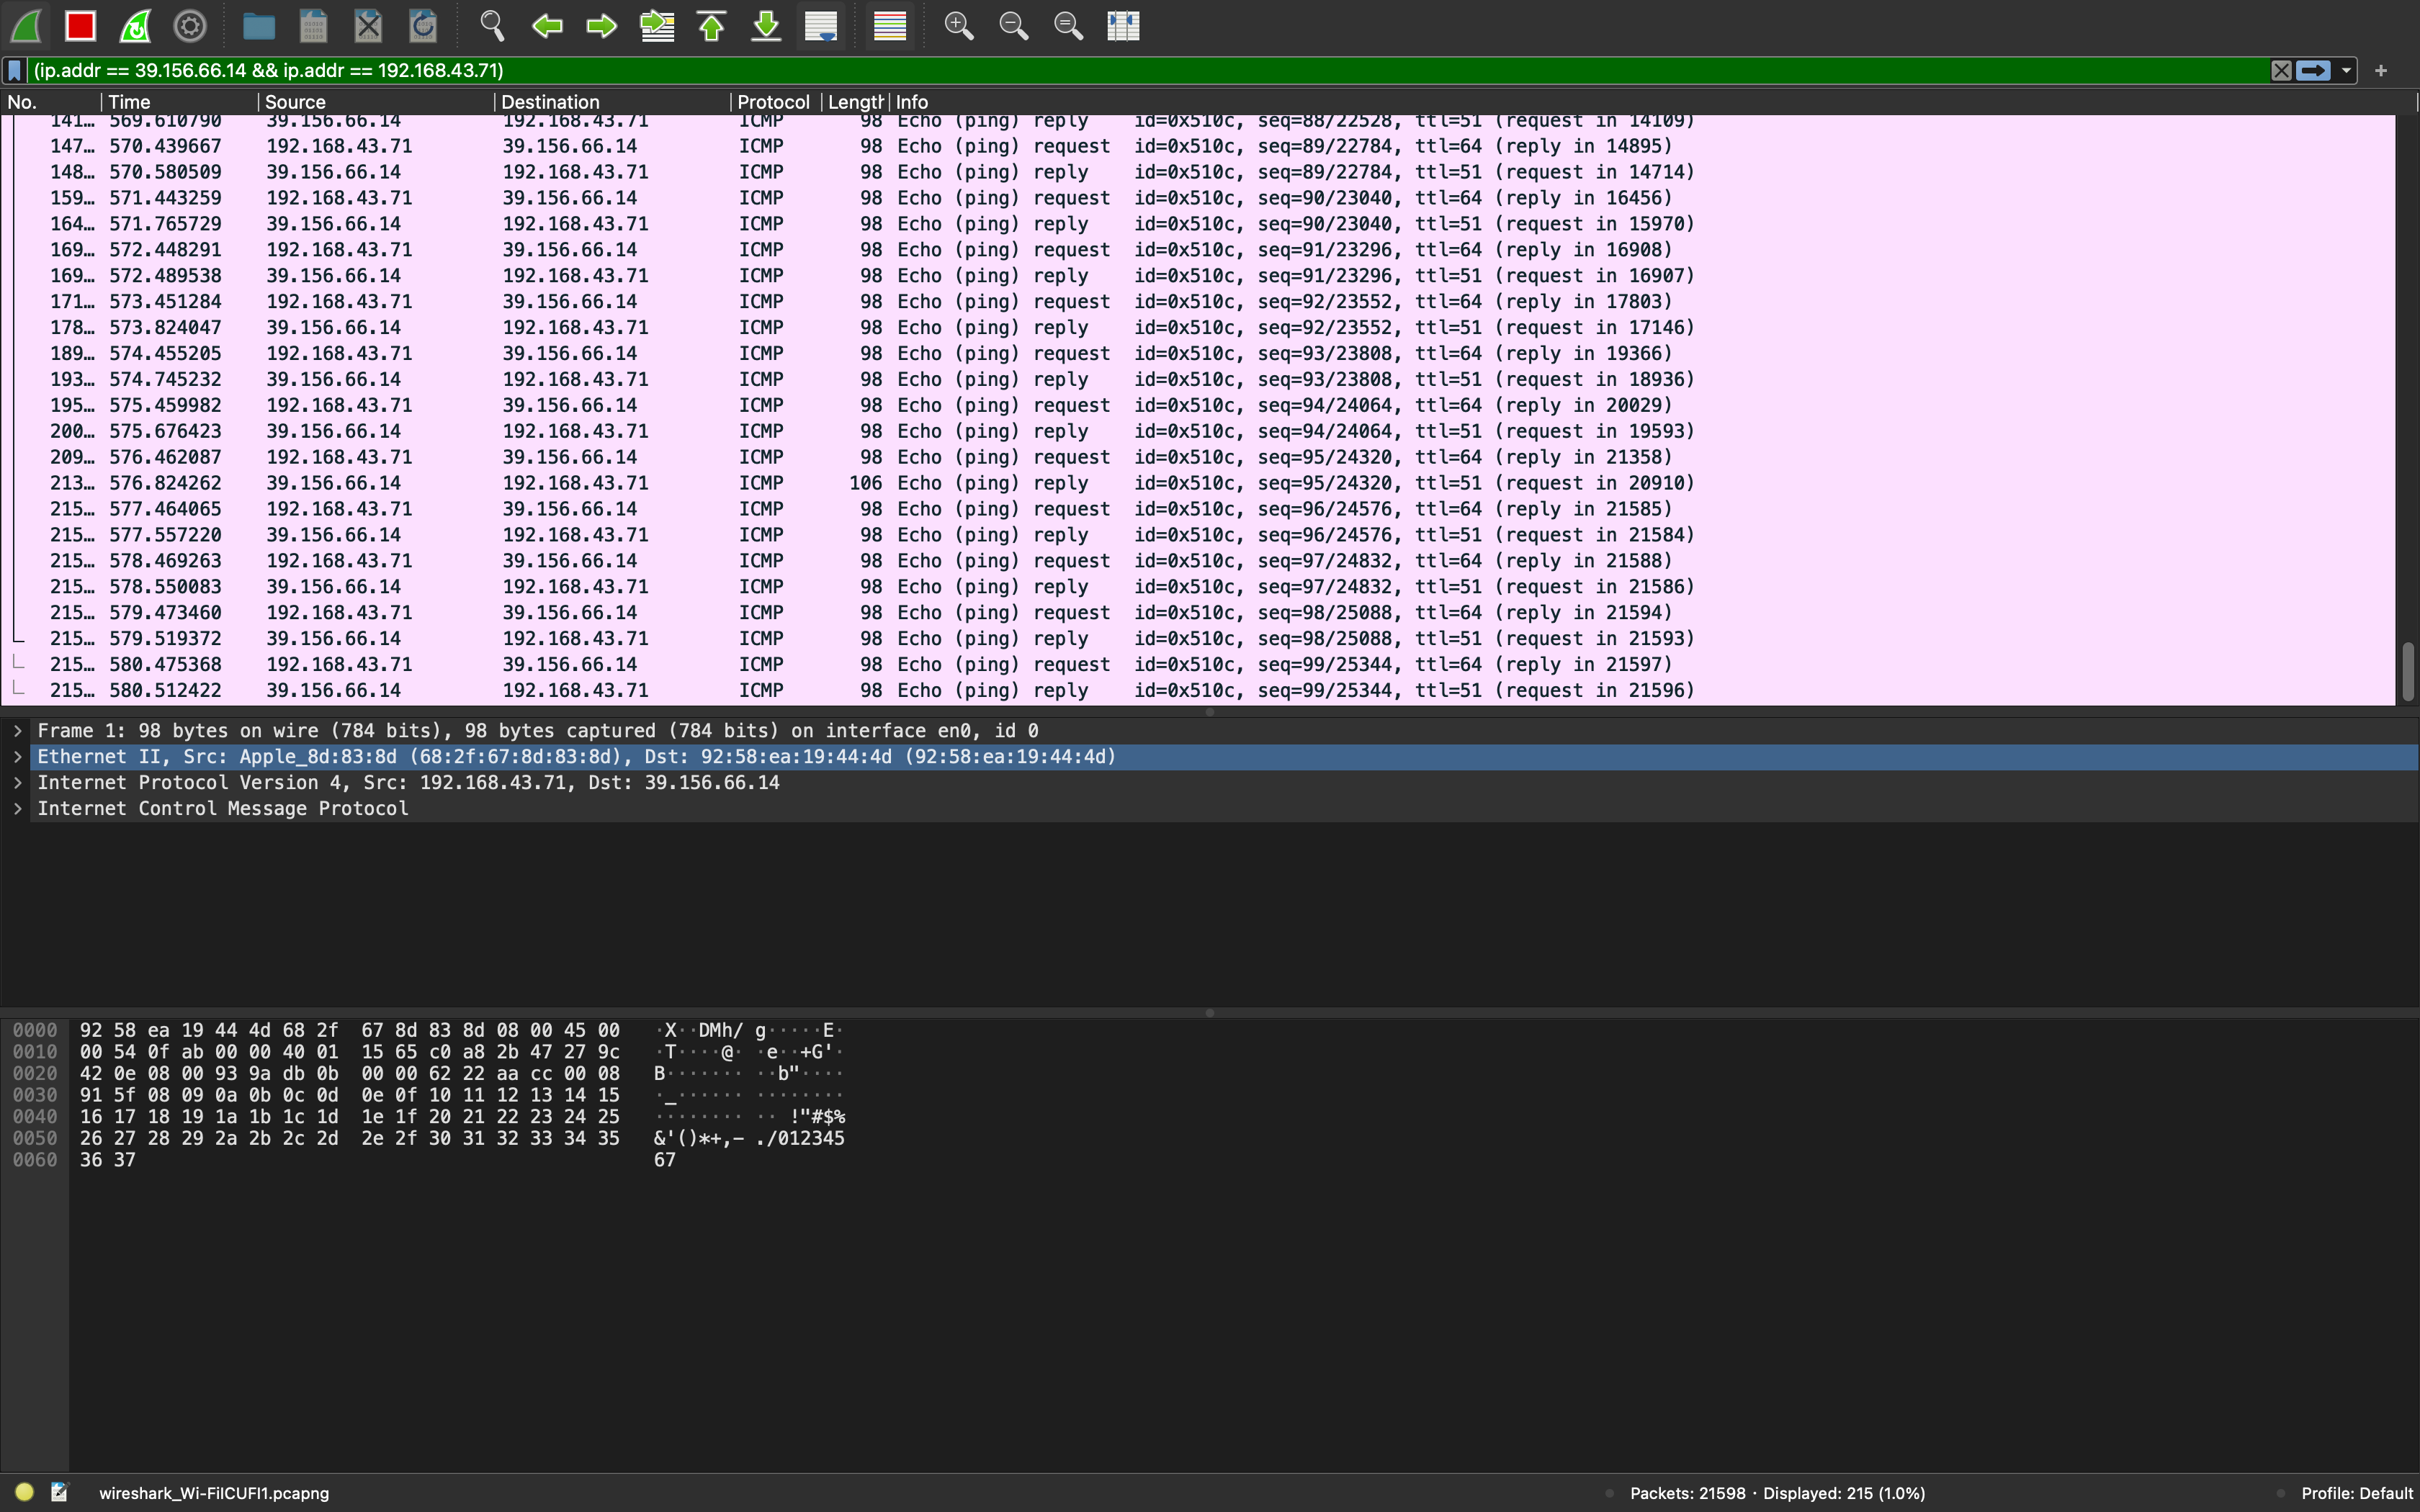 (ip.addr == 39.156.66.14 && ip.addr == 192.168.43.71)
No. Time Source Destination Protocol Length Info
141… 569.610790 39.156.66.14 192.168.43.71 ICMP 98 Echo (ping) reply id=0x510c, seq=88/22528, ttl=51 (request in 14109)
147… 570.439667 192.168.43.71 39.156.66.14 ICMP 98 Echo (ping) request id=0x510c, seq=89/22784, ttl=64 (reply in 14895)
148… 570.580509 39.156.66.14 192.168.43.71 ICMP 98 Echo (ping) reply id=0x510c, seq=89/22784, ttl=51 (request in 14714)
159… 571.443259 192.168.43.71 39.156.66.14 ICMP 98 Echo (ping) request id=0x510c, seq=90/23040, ttl=64 (reply in 16456)
164… 571.765729 39.156.66.14 192.168.43.71 ICMP 98 Echo (ping) reply id=0x510c, seq=90/23040, ttl=51 (request in 15970)
169… 572.448291 192.168.43.71 39.156.66.14 ICMP 98 Echo (ping) request id=0x510c, seq=91/23296, ttl=64 (reply in 16908)
169… 572.489538 39.156.66.14 192.168.43.71 ICMP 98 Echo (ping) reply id=0x510c, seq=91/23296, ttl=51 (request in 16907)
171… 573.451284 192.168.43.71 39.156.66.14 ICMP 98 Echo (ping) request id=0x510c, seq=92/23552, ttl=64 (reply in 17803)
178… 573.824047 39.156.66.14 192.168.43.71 ICMP 98 Echo (ping) reply id=0x510c, seq=92/23552, ttl=51 (request in 17146)
189… 574.455205 192.168.43.71 39.156.66.14 ICMP 98 Echo (ping) request id=0x510c, seq=93/23808, ttl=64 (reply in 19366)
193… 574.745232 39.156.66.14 192.168.43.71 ICMP 98 Echo (ping) reply id=0x510c, seq=93/23808, ttl=51 (request in 18936)
195… 575.459982 192.168.43.71 39.156.66.14 ICMP 98 Echo (ping) request id=0x510c, seq=94/24064, ttl=64 (reply in 20029)
200… 575.676423 39.156.66.14 192.168.43.71 ICMP 98 Echo (ping) reply id=0x510c, seq=94/24064, ttl=51 (request in 19593)
209… 576.462087 192.168.43.71 39.156.66.14 ICMP 98 Echo (ping) request id=0x510c, seq=95/24320, ttl=64 (reply in 21358)
213… 576.824262 39.156.66.14 192.168.43.71 ICMP 106 Echo (ping) reply id=0x510c, seq=95/24320, ttl=51 (request in 20910)
215… 577.464065 192.168.43.71 39.156.66.14 ICMP 98 Echo (ping) request id=0x510c, seq=96/24576, ttl=64 (reply in 21585)
215… 577.557220 39.156.66.14 192.168.43.71 ICMP 98 Echo (ping) reply id=0x510c, seq=96/24576, ttl=51 (request in 21584)
215… 578.469263 192.168.43.71 39.156.66.14 ICMP 98 Echo (ping) request id=0x510c, seq=97/24832, ttl=64 (reply in 21588)
215… 578.550083 39.156.66.14 192.168.43.71 ICMP 98 Echo (ping) reply id=0x510c, seq=97/24832, ttl=51 (request in 21586)
215… 579.473460 192.168.43.71 39.156.66.14 ICMP 98 Echo (ping) request id=0x510c, seq=98/25088, ttl=64 (reply in 21594)
215… 579.519372 39.156.66.14 192.168.43.71 ICMP 98 Echo (ping) reply id=0x510c, seq=98/25088, ttl=51 (request in 21593)
215… 580.475368 192.168.43.71 39.156.66.14 ICMP 98 Echo (ping) request id=0x510c, seq=99/25344, ttl=64 (reply in 21597)
215… 580.512422 39.156.66.14 192.168.43.71 ICMP 98 Echo (ping) reply id=0x510c, seq=99/25344, ttl=51 (request in 21596)
Frame 1: 98 bytes on wire (784 bits), 98 bytes captured (784 bits) on interface en0, id 0
Ethernet II, Src: Apple_8d:83:8d (68:2f:67:8d:83:8d), Dst: 92:58:ea:19:44:4d (92:58:ea:19:44:4d)
Internet Protocol Version 4, Src: 192.168.43.71, Dst: 39.156.66.14
Internet Control Message Protocol
0000 92 58 ea 19 44 4d 68 2f 67 8d 83 8d 08 00 45 00 ·X··DMh/ g·····E·
0010 00 54 0f ab 00 00 40 01 15 65 c0 a8 2b 47 27 9c ·T····@· ·e··+G'·
0020 42 0e 08 00 93 9a db 0b 00 00 62 22 aa cc 00 08 B······· ··b"····
0030 91 5f 08 09 0a 0b 0c 0d 0e 0f 10 11 12 13 14 15 ·_······ ········
0040 16 17 18 19 1a 1b 1c 1d 1e 1f 20 21 22 23 24 25 ········ ·· !"#$%
0050 26 27 28 29 2a 2b 2c 2d 2e 2f 30 31 32 33 34 35 &'()*+,- ./012345
0060 36 37 67
wireshark_Wi-FiICUFI1.pcapng Packets: 21598 · Displayed: 215 (1.0%) Profile: Default